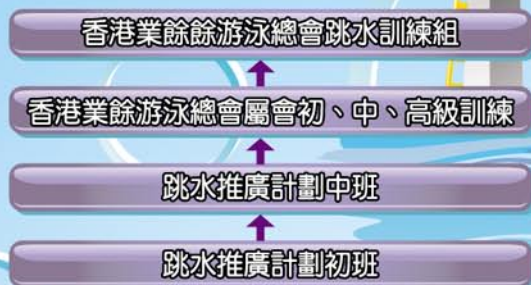 香港業餘餘游泳總會跳水訓練組
香港業餘游泳總會屬會初、中、高級訓練
跳水推廣計劃中班
跳水推廣計劃初班